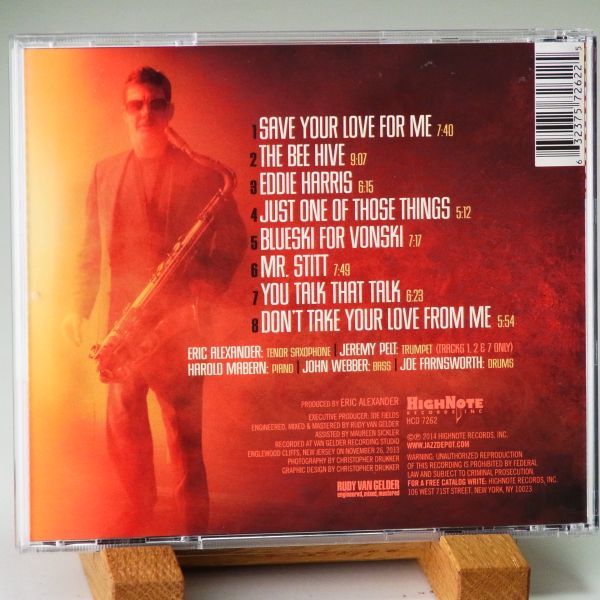 1 SAVE YOUR LOVE FOR ME 7:40
2 THE BEE HIVE 9:07
3 EDDIE HARRIS 6:15
4 JUST ONE OF THOSE THINGS 5:12
5 BLUESKI FOR VONSKI 7:17
6 MR. STITT 7:49
7 YOU TALK THAT TALK 6:23
8 DON'T TAKE YOUR LOVE FROM ME 5:54
ERIC ALEXANDER: TENOR SAXOPHONE | JEREMY PELT: TRUMPET (TRACKS 1, 2 & 7 ONLY)
HAROLD MABERN: PIANO | JOHN WEBBER: BASS | JOE FARNSWORTH: DRUMS
PRODUCED BY ERIC ALEXANDER
EXECUTIVE PRODUCER: JOE FIELDS
ENGINEERED, MIXED & MASTERED BY RUDY VAN GELDER
ASSISTED BY MAUREEN SICKLER
RECORDED AT VAN GELDER RECORDING STUDIO
ENGLEWOOD CLIFFS, NEW JERSEY ON NOVEMBER 26, 2013
PHOTOGRAPHY BY CHRISTOPHER DRUKKER
GRAPHIC DESIGN BY CHRISTOPHER DRUKKER
RUDY VAN GELDER
engineered, mixed, mastered
HIGHNOTE
RECORDS, INC
HCD 7262
©℗ 2014 HIGHNOTE RECORDS, INC.
WWW.JAZZDEPOT.COM
WARNING: UNAUTHORIZED REPRODUCTION
OF THIS RECORDING IS PROHIBITED BY FEDERAL
LAW AND SUBJECT TO CRIMINAL PROSECUTION.
FOR A FREE CATALOG WRITE: HIGHNOTE RECORDS, INC.
106 WEST 71ST STREET, NEW YORK, NY 10023
6 32375 72622 5